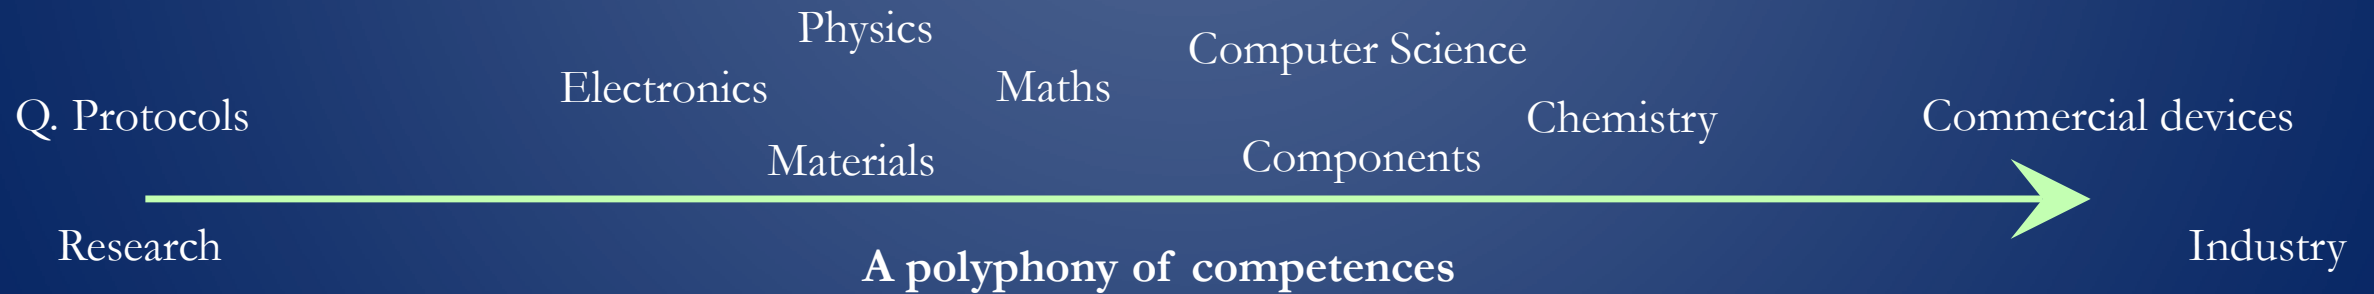 Physics
Computer Science
Electronics
Maths
Q. Protocols
Chemistry
Commercial devices
Materials
Components
Research
A polyphony of competences
Industry